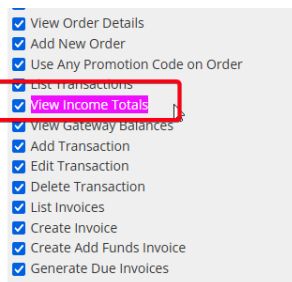 View Order Details
Add New Order
Use Any Promotion Code on Order
List Transactions
View Income Totals
View Gateway Balances
Add Transaction
Edit Transaction
Delete Transaction
List Invoices
Create Invoice
Create Add Funds Invoice
Generate Due Invoices